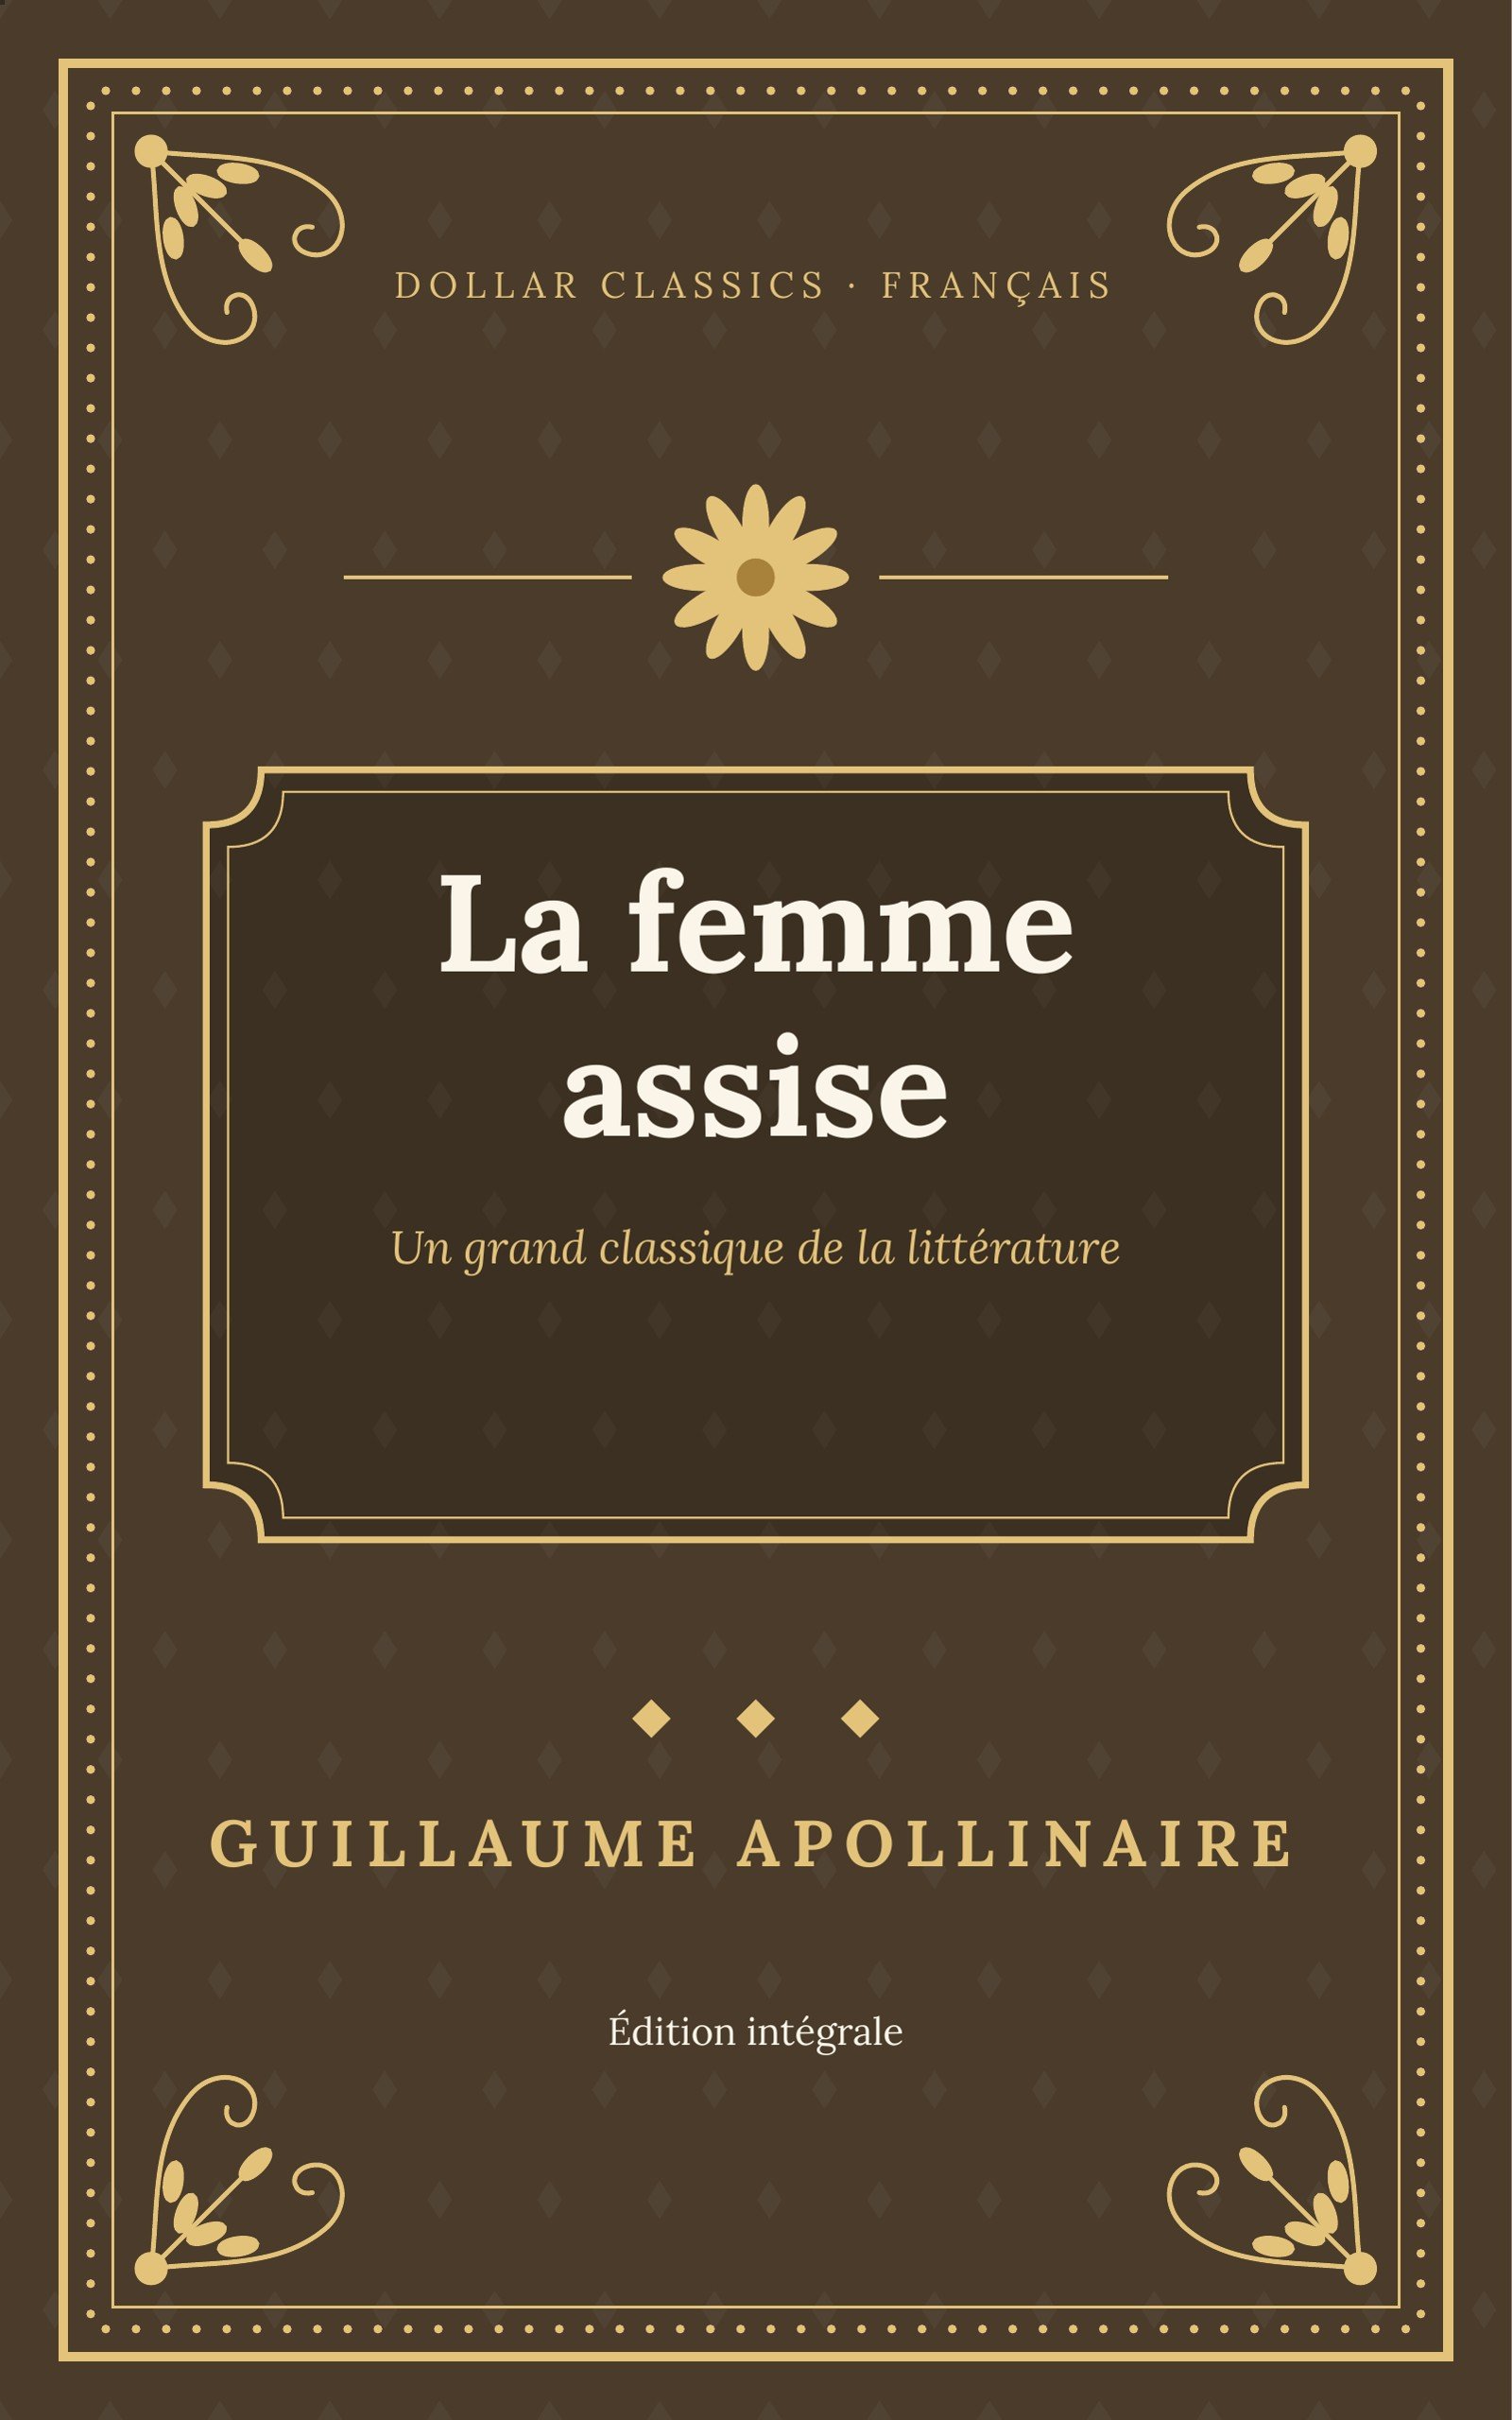 DOLLAR CLASSICS · FRANÇAIS
La femme
assise
Un grand classique de la littérature
GUILLAUME APOLLINAIRE
Édition intégrale